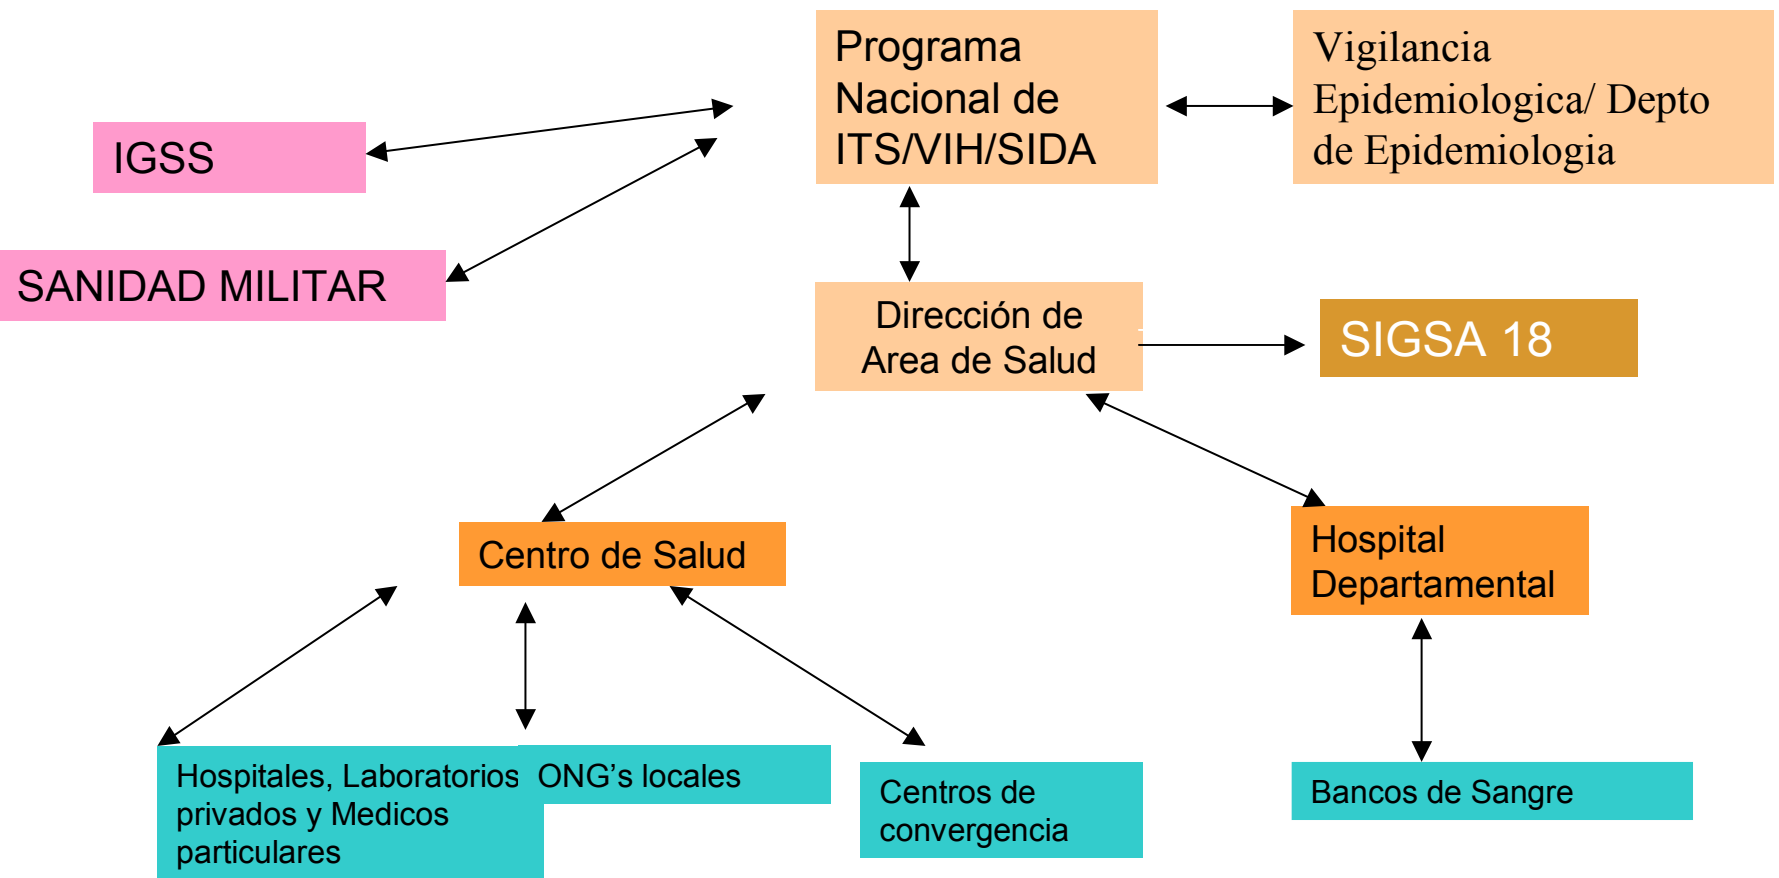 Programa
Nacional de
ITS/VIH/SIDA
Vigilancia
Epidemiologica/ Depto
de Epidemiologia
IGSS
SANIDAD MILITAR
Dirección de
Area de Salud
SIGSA 18
Centro de Salud
Hospital
Departamental
Hospitales, Laboratorios
privados y Medicos
particulares
ONG’s locales
Centros de
convergencia
Bancos de Sangre